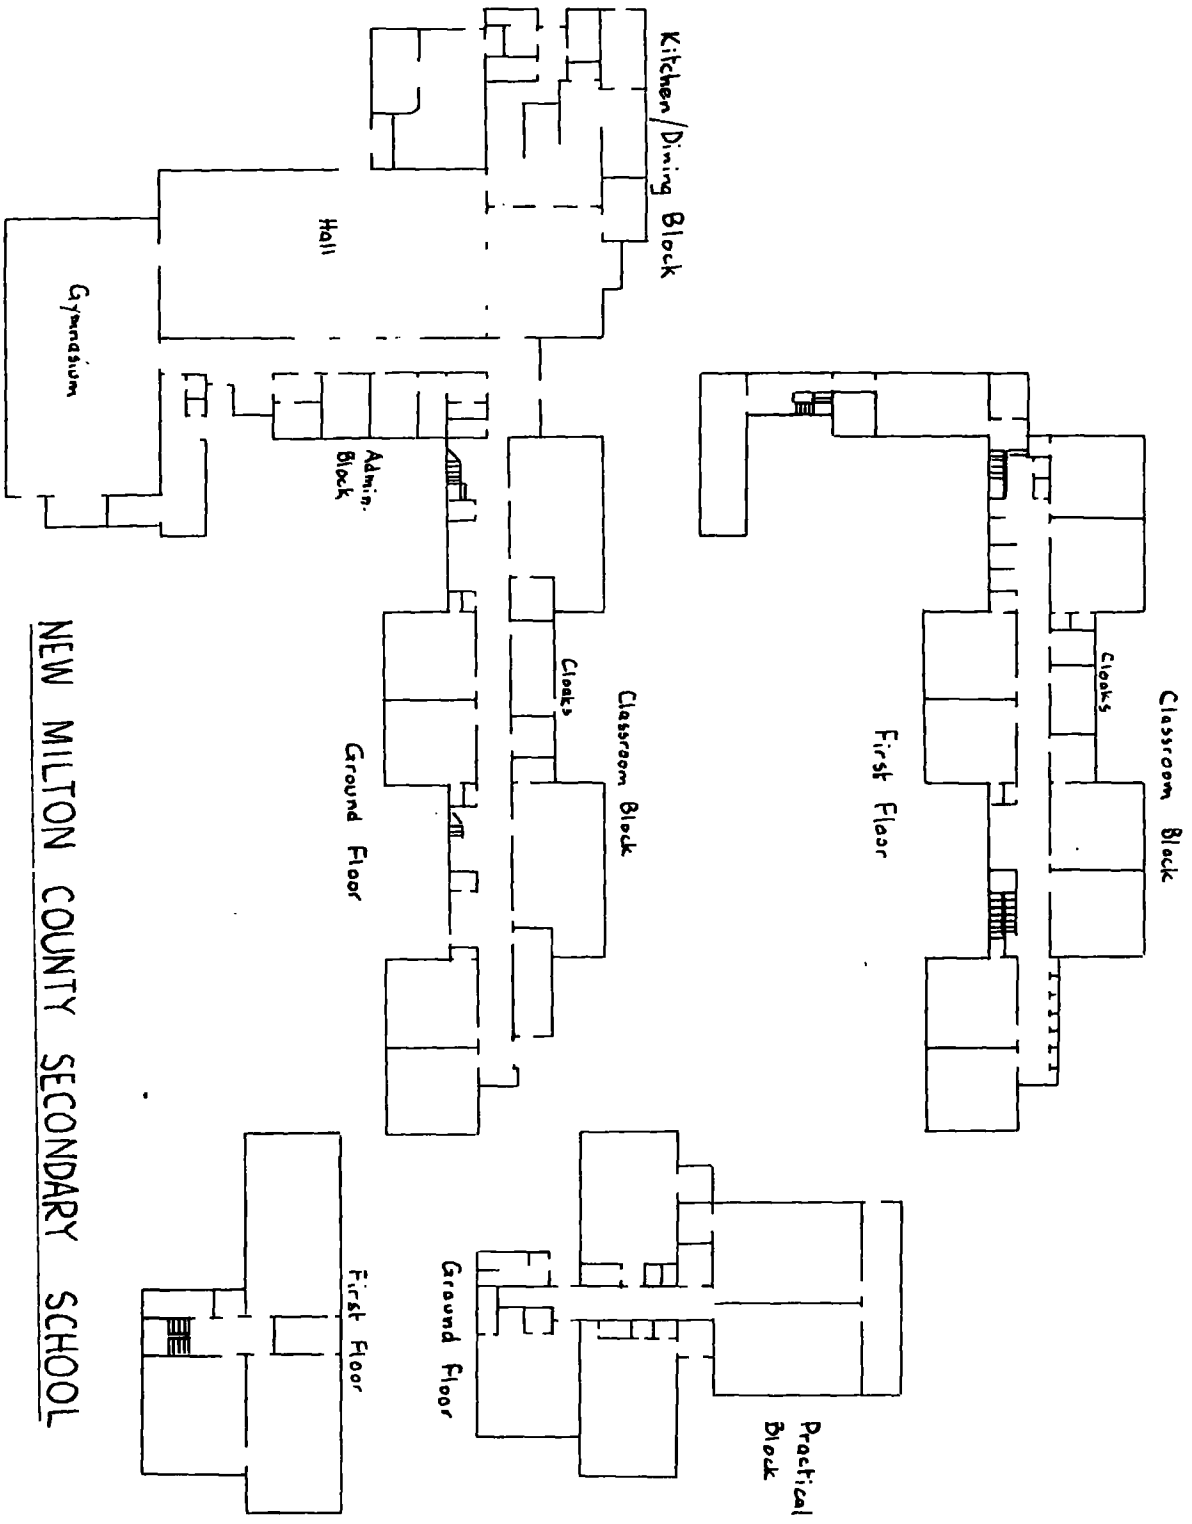 Classroom Block
Cloaks
First Floor
Kitchen/Dining Block
Hall
Gymnasium
Admin.
Block
Cloaks
Classroom Block
Ground Floor
Practical
Block
Ground Floor
First Floor
NEW MILTON COUNTY SECONDARY SCHOOL